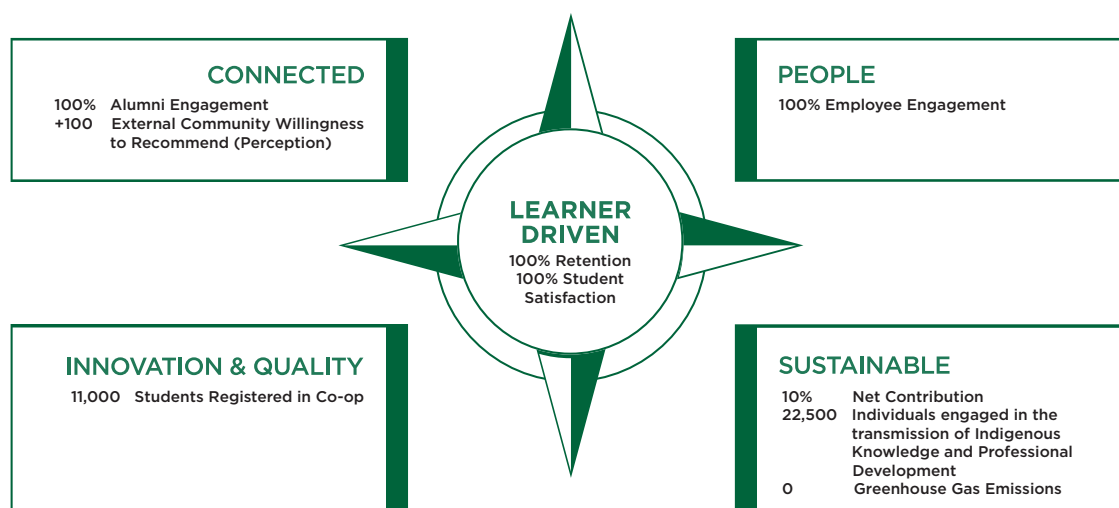 CONNECTED
100% Alumni Engagement
+100 External Community Willingness
to Recommend (Perception)
PEOPLE
100% Employee Engagement
LEARNER
DRIVEN
100% Retention
100% Student
Satisfaction
INNOVATION & QUALITY
11,000 Students Registered in Co-op
SUSTAINABLE
10% Net Contribution
22,500 Individuals engaged in the
transmission of Indigenous
Knowledge and Professional
Development
0 Greenhouse Gas Emissions